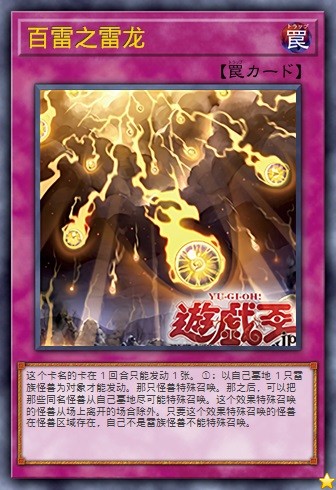 百雷之雷龙
トラップ
罠
【罠カード】
YU-GI-OH!
遊戯王
.jp
这个卡名的卡在1回合只能发动1张。①：以自己墓地1只雷
族怪兽为对象才能发动。那只怪兽特殊召唤。那之后，可以把
那些同名怪兽从自己墓地尽可能特殊召唤。这个效果特殊召唤
的怪兽从场上离开的场合除外。只要这个效果特殊召唤的怪兽
在怪兽区域存在，自己不是雷族怪兽不能特殊召唤。